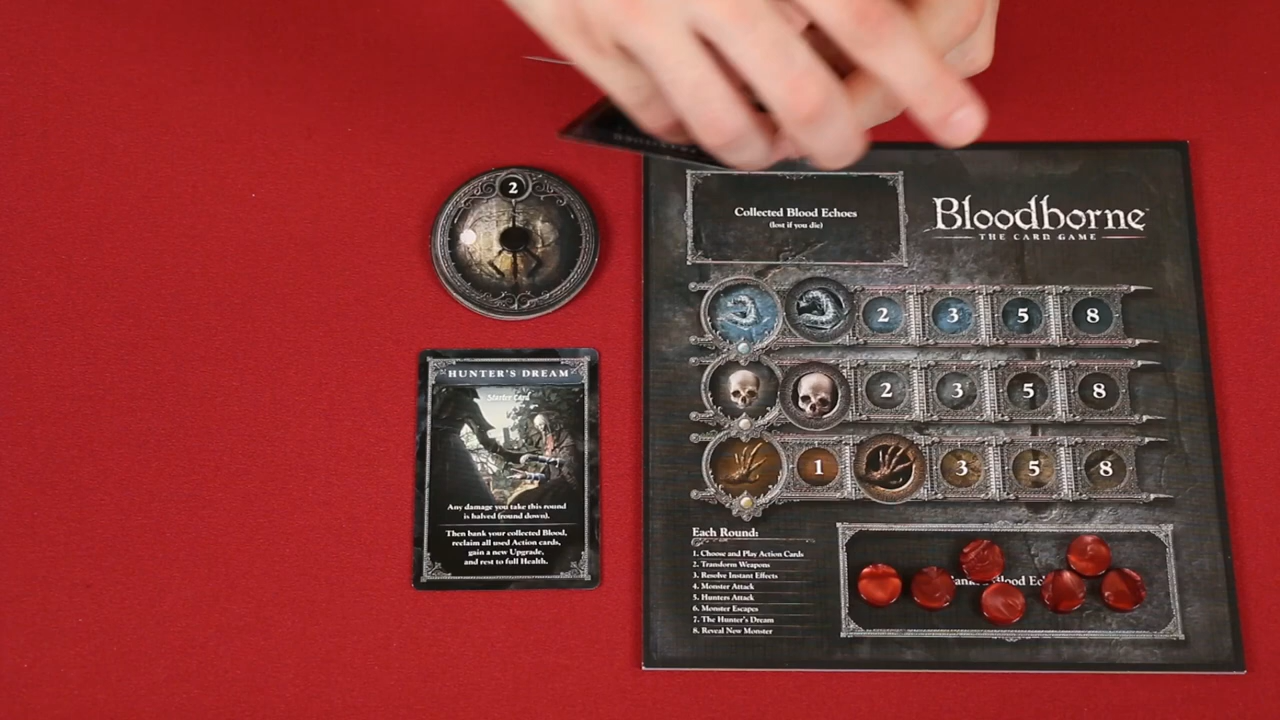 2
HUNTER'S DREAM
Starter Card
Any damage you take this round
is halved (round down).
Then bank your collected Blood,
reclaim all used Action cards,
gain a new Upgrade,
and rest to full Health.
Collected Blood Echoes
(lost if you die)
Bloodborne
THE CARD GAME
2 3 5 8
2 3 5 8
1 3 5 8
Each Round:
1. Choose and Play Action Cards
2. Transform Weapons
3. Resolve Instant Effects
4. Monster Attack
5. Hunters Attack
6. Monster Escapes
7. The Hunter's Dream
8. Reveal New Monster
Blood